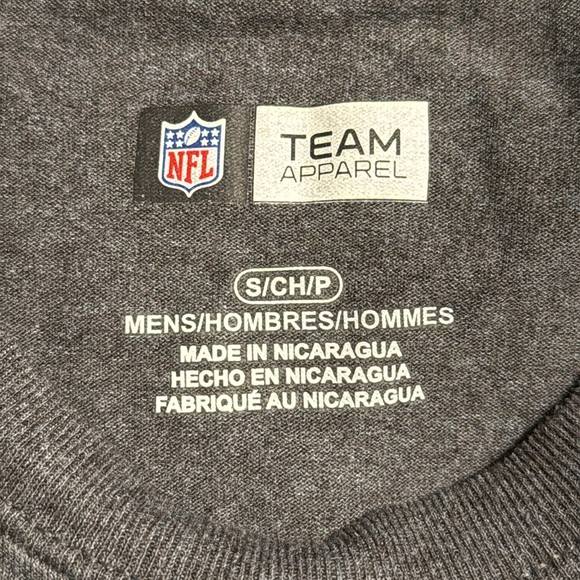 NFL
TEAM
APPAREL
S/CH/P
MENS/HOMBRES/HOMMES
MADE IN NICARAGUA
HECHO EN NICARAGUA
FABRIQUÉ AU NICARAGUA